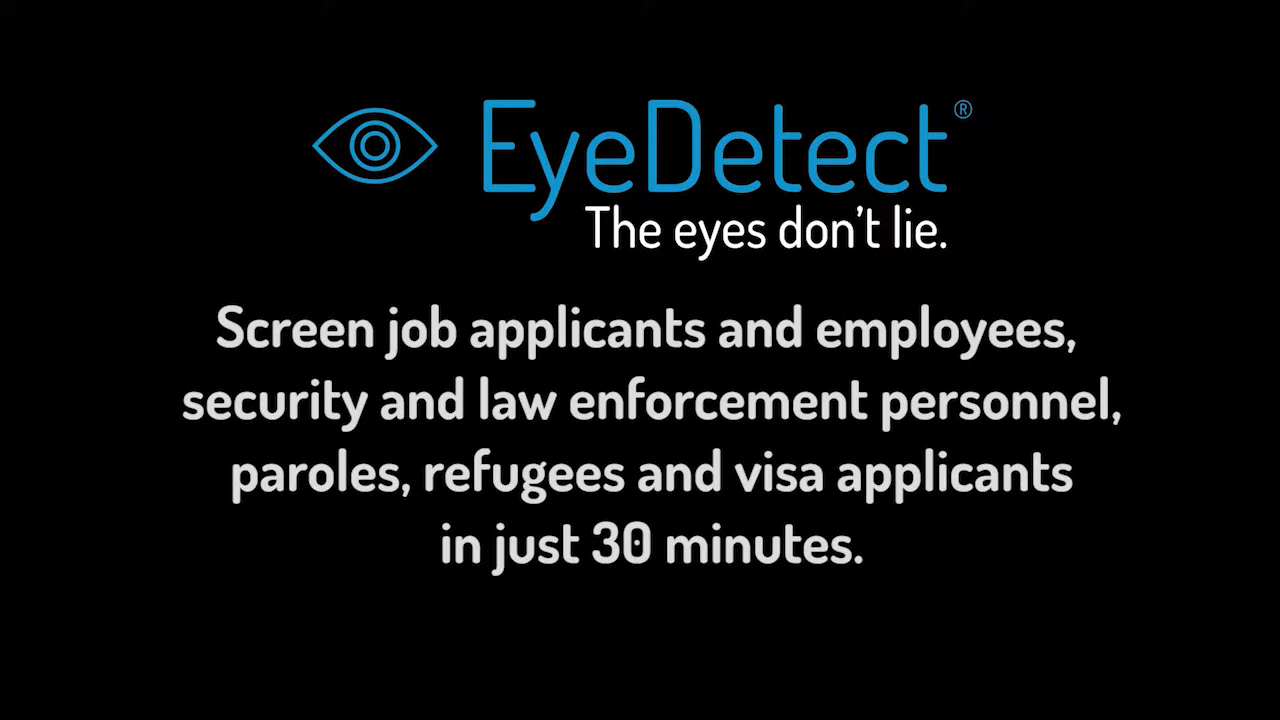 EyeDetect®
The eyes don't lie.
Screen job applicants and employees,
security and law enforcement personnel,
paroles, refugees and visa applicants
in just 30 minutes.